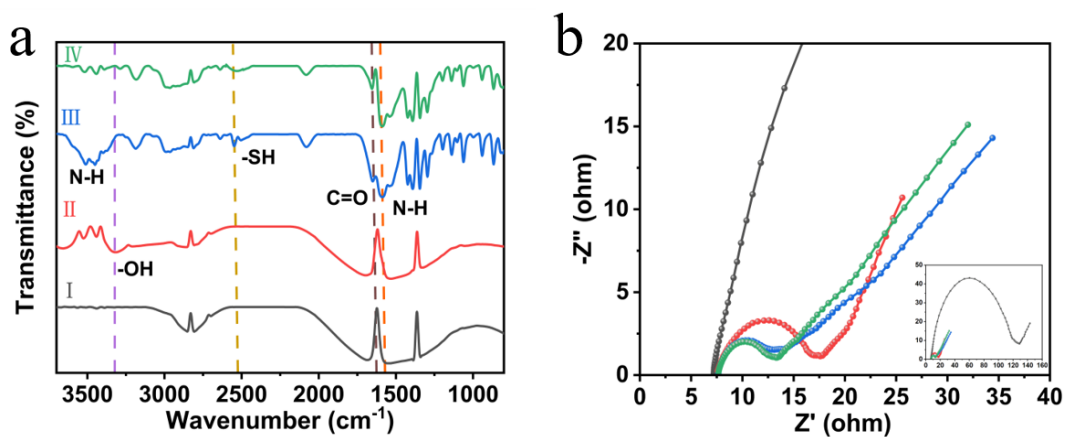 a
IV
III
N-H
-SH
C=O
N-H
II
-OH
I
Transmittance (%)
3500 3000 2500 2000 1500 1000
Wavenumber (cm⁻¹)
b
20
15
10
5
0
-Z'' (ohm)
0 5 10 15 20 25 30 35 40
Z' (ohm)
50
40
30
20
10
0
0 20 40 60 80 100 120 140 160